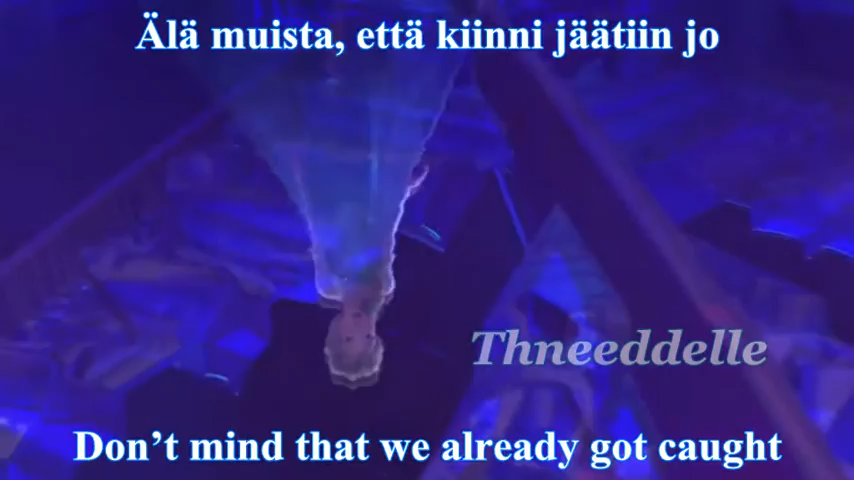 Älä muista, että kiinni jäätiin jo
Thneeddelle
Don’t mind that we already got caught